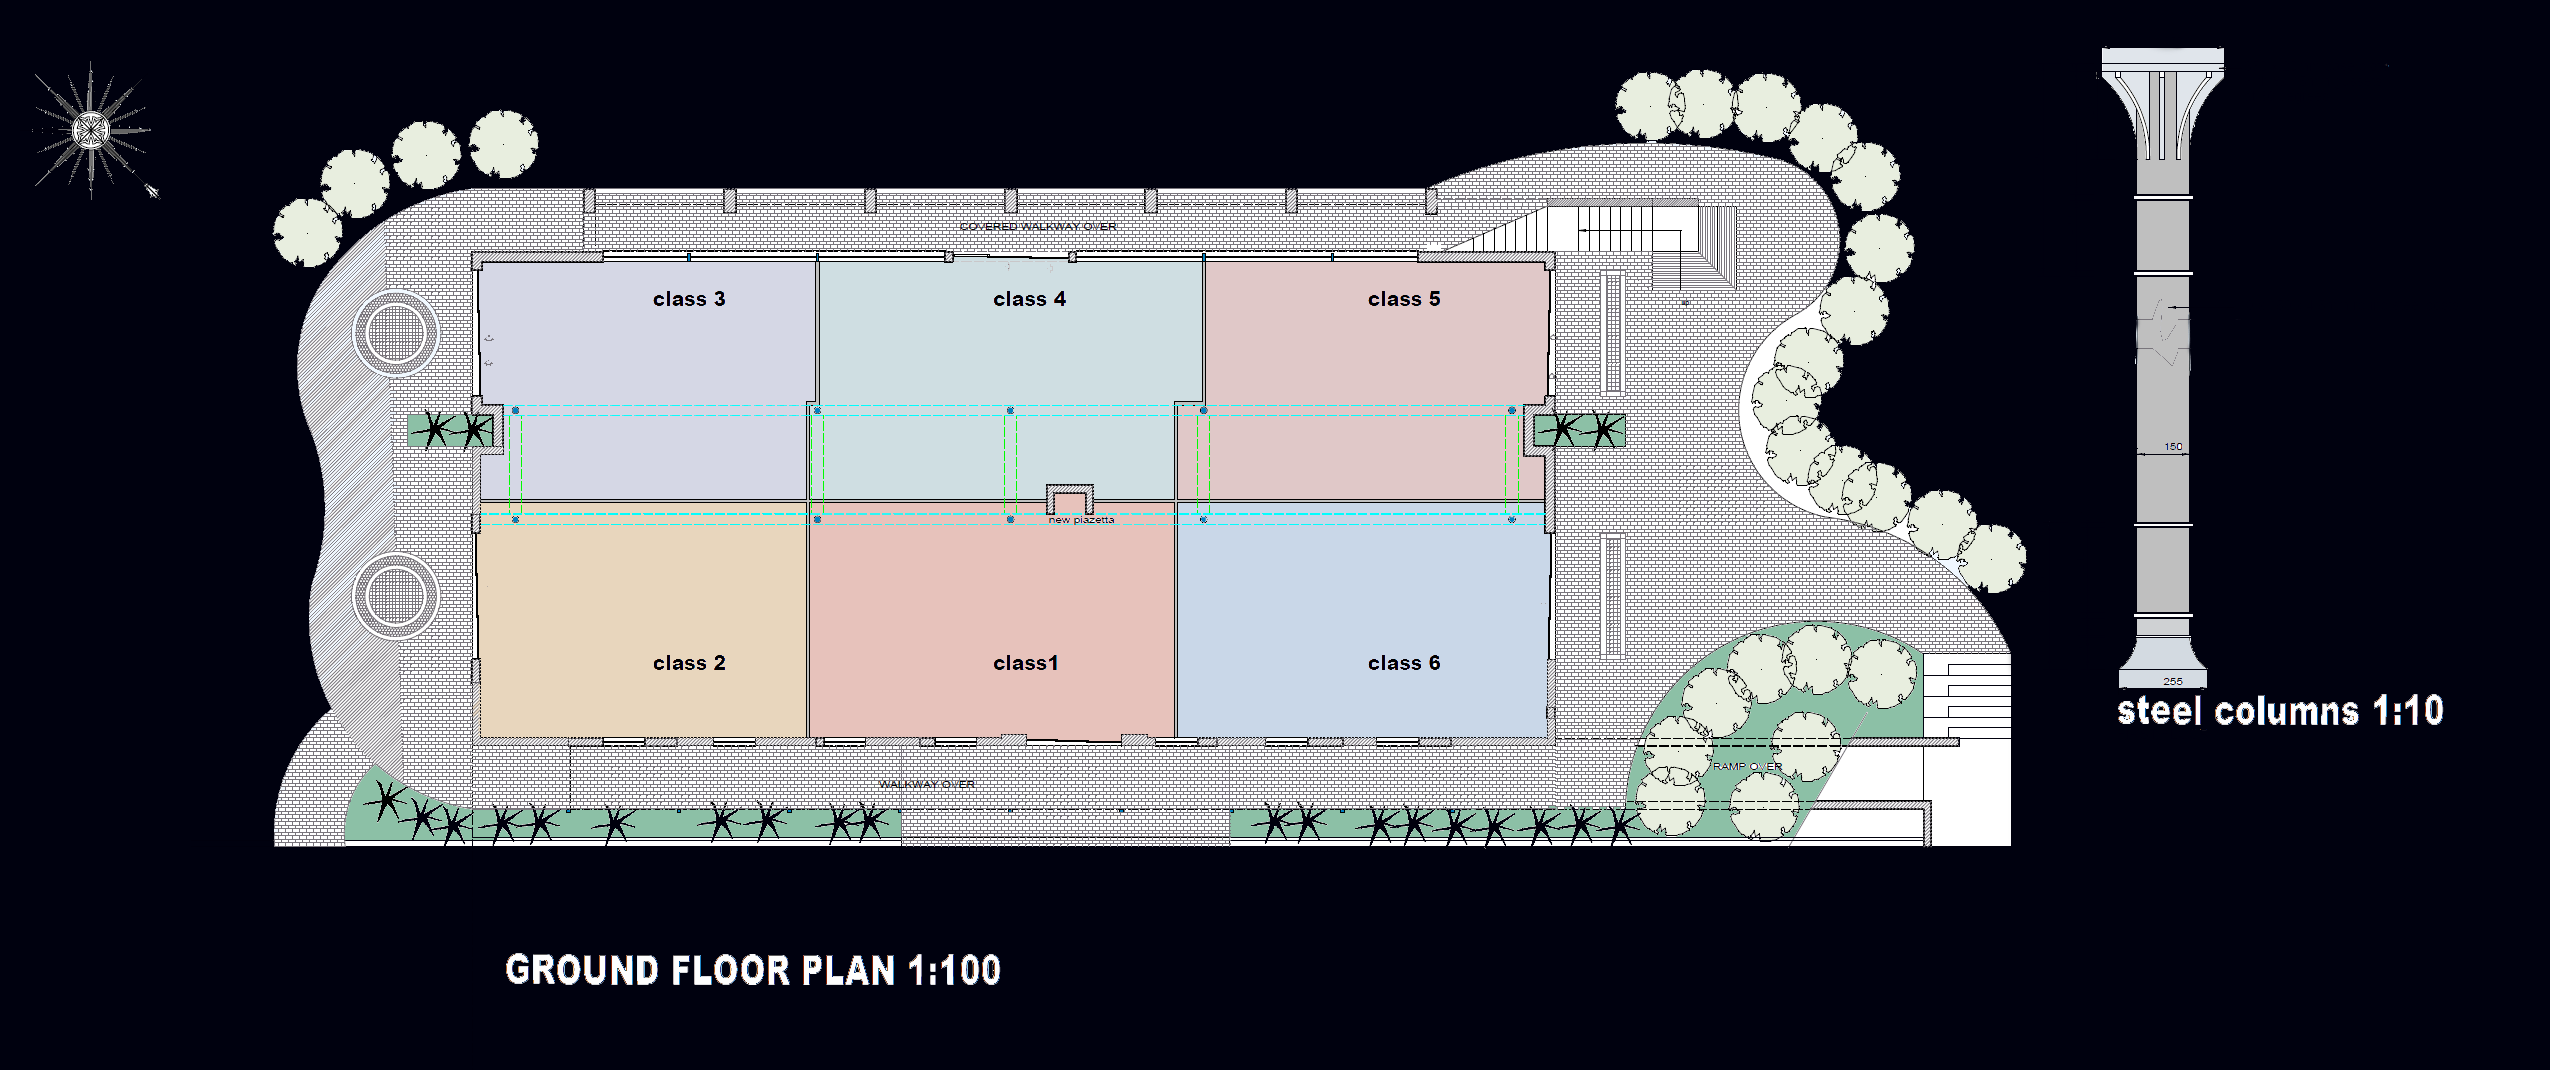 COVERED WALKWAY OVER
class 3
class 4
class 5
150
new piazetta
class 2
class1
class 6
255
steel columns 1:10
RAMP OVER
WALKWAY OVER
GROUND FLOOR PLAN 1:100